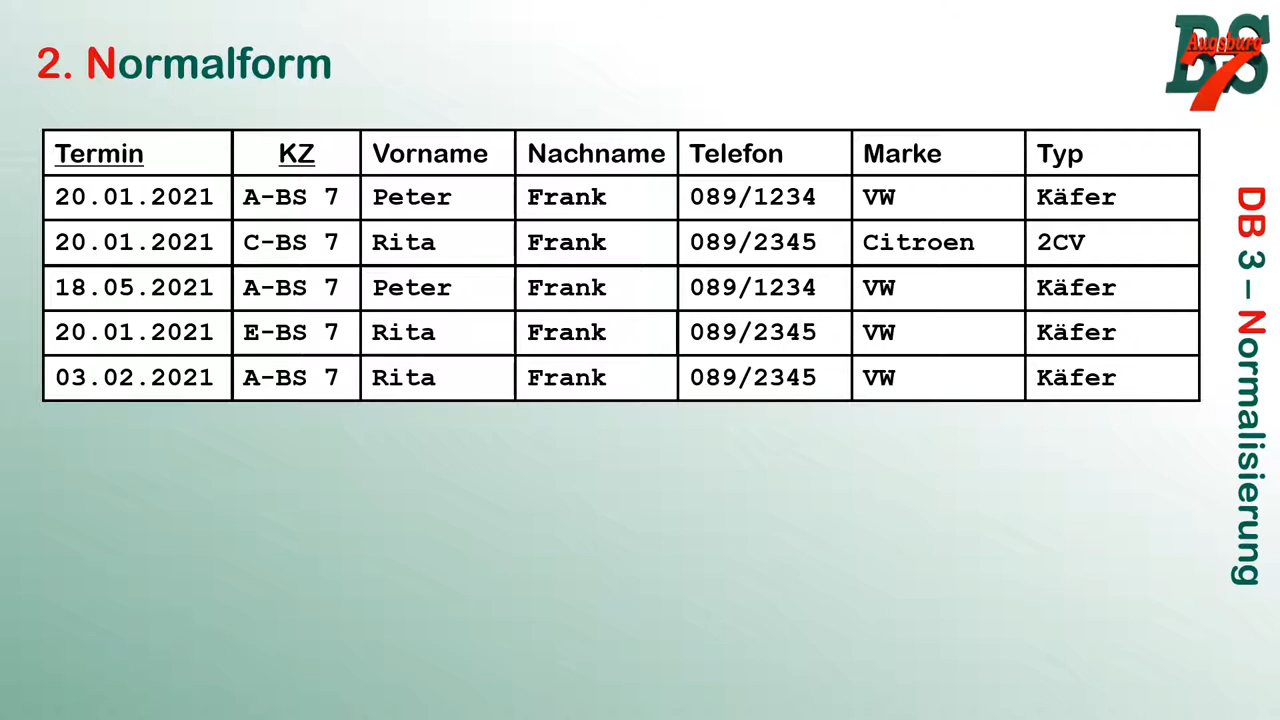 2. Normalform
BS Augsburg 7
Termin KZ Vorname Nachname Telefon Marke Typ
20.01.2021 A-BS 7 Peter Frank 089/1234 VW Käfer
20.01.2021 C-BS 7 Rita Frank 089/2345 Citroen 2CV
18.05.2021 A-BS 7 Peter Frank 089/1234 VW Käfer
20.01.2021 E-BS 7 Rita Frank 089/2345 VW Käfer
03.02.2021 A-BS 7 Rita Frank 089/2345 VW Käfer
DB 3 – Normalisierung